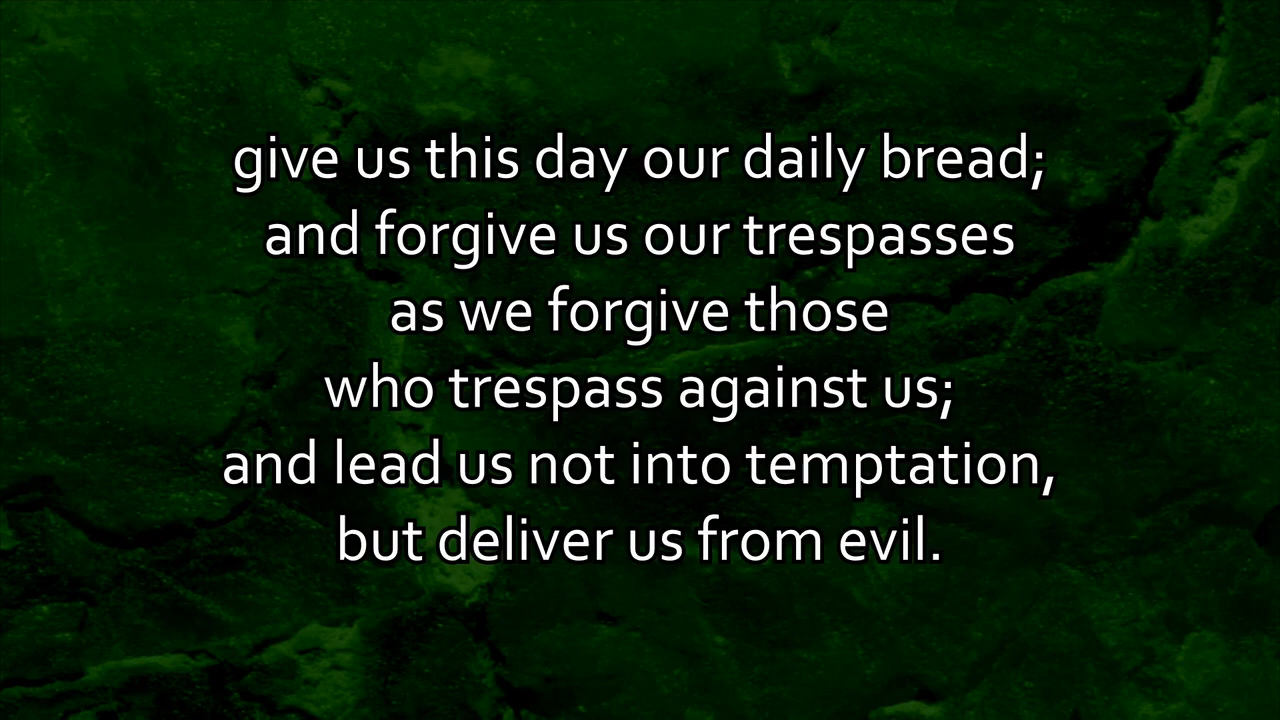 give us this day our daily bread;
and forgive us our trespasses
as we forgive those
who trespass against us;
and lead us not into temptation,
but deliver us from evil.